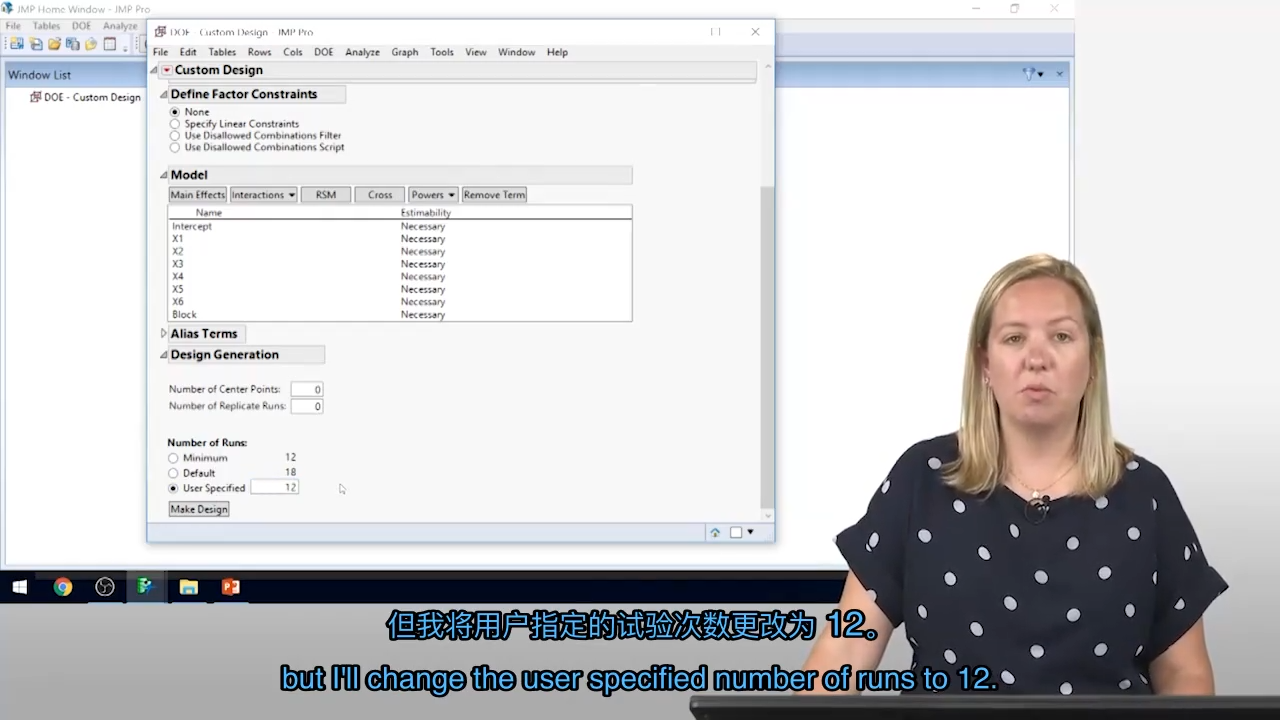 JMP Home Window - JMP Pro
File Tables DOE Analyze
DOE - Custom Design - JMP Pro
File Edit Tables Rows Cols DOE Analyze Graph Tools View Window Help
Window List
DOE - Custom Design
Custom Design
Define Factor Constraints
None
Specify Linear Constraints
Use Disallowed Combinations Filter
Use Disallowed Combinations Script
Model
Main Effects Interactions RSM Cross Powers Remove Term
Name Estimability
Intercept Necessary
X1 Necessary
X2 Necessary
X3 Necessary
X4 Necessary
X5 Necessary
X6 Necessary
Block Necessary
Alias Terms
Design Generation
Number of Center Points: 0
Number of Replicate Runs: 0
Number of Runs:
Minimum 12
Default 18
User Specified 12
Make Design
但我将用户指定的试验次数更改为 12。
but I'll change the user specified number of runs to 12.